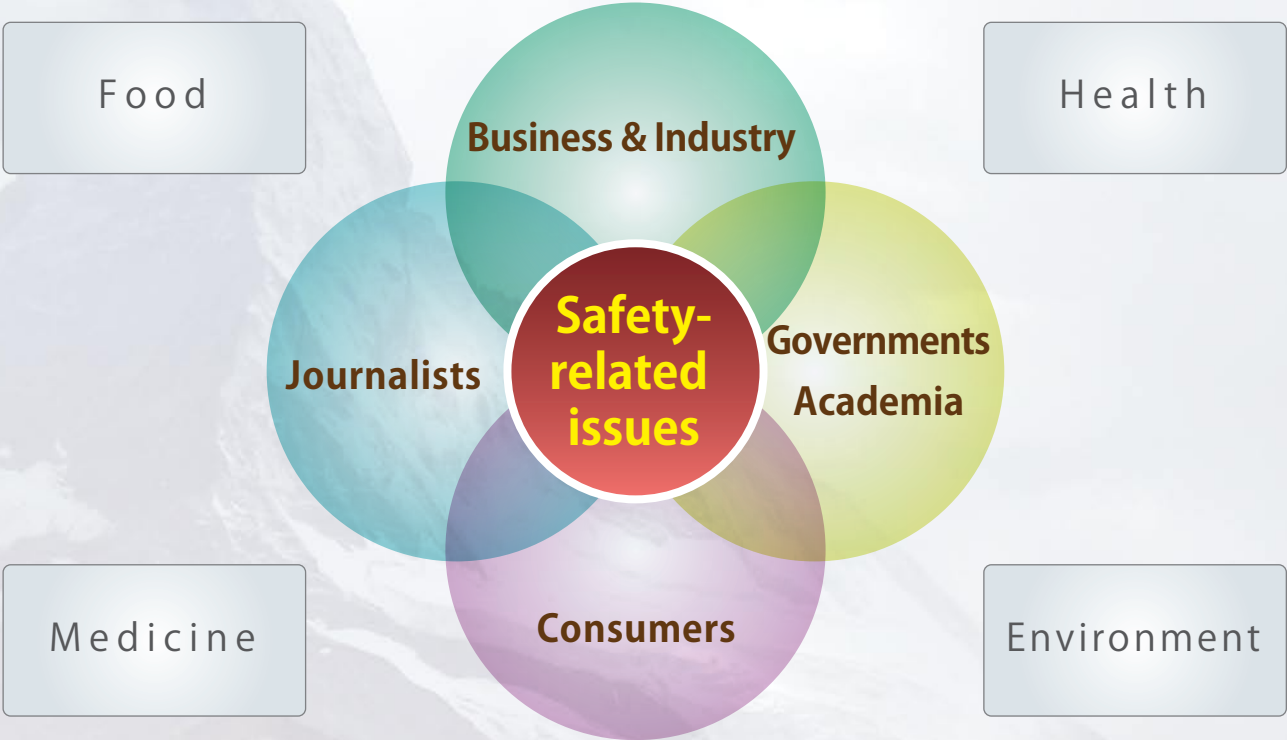 Food
Health
Business & Industry
Safety-
related
issues
Journalists
Governments
Academia
Consumers
Medicine
Environment